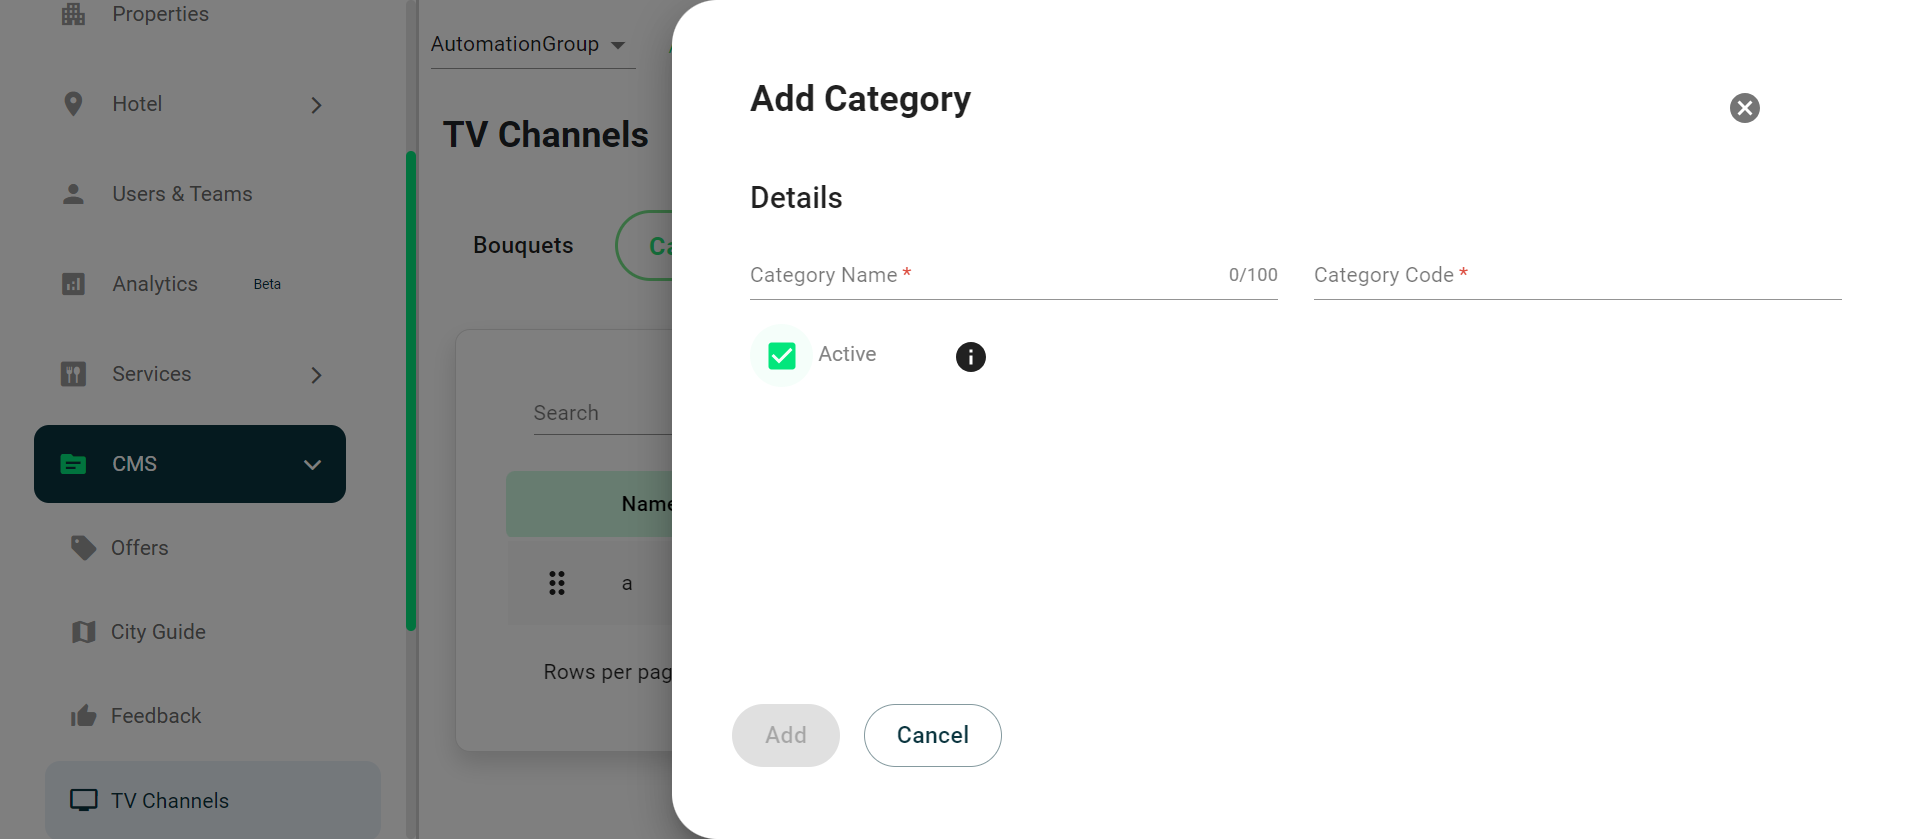 Properties
Hotel
Users & Teams
Analytics Beta
Services
CMS
Offers
City Guide
Feedback
TV Channels
AutomationGroup
TV Channels
Bouquets
Search
Name
a
Rows per pag
Add Category
Details
Category Name * 0/100
Category Code *
Active
Add
Cancel